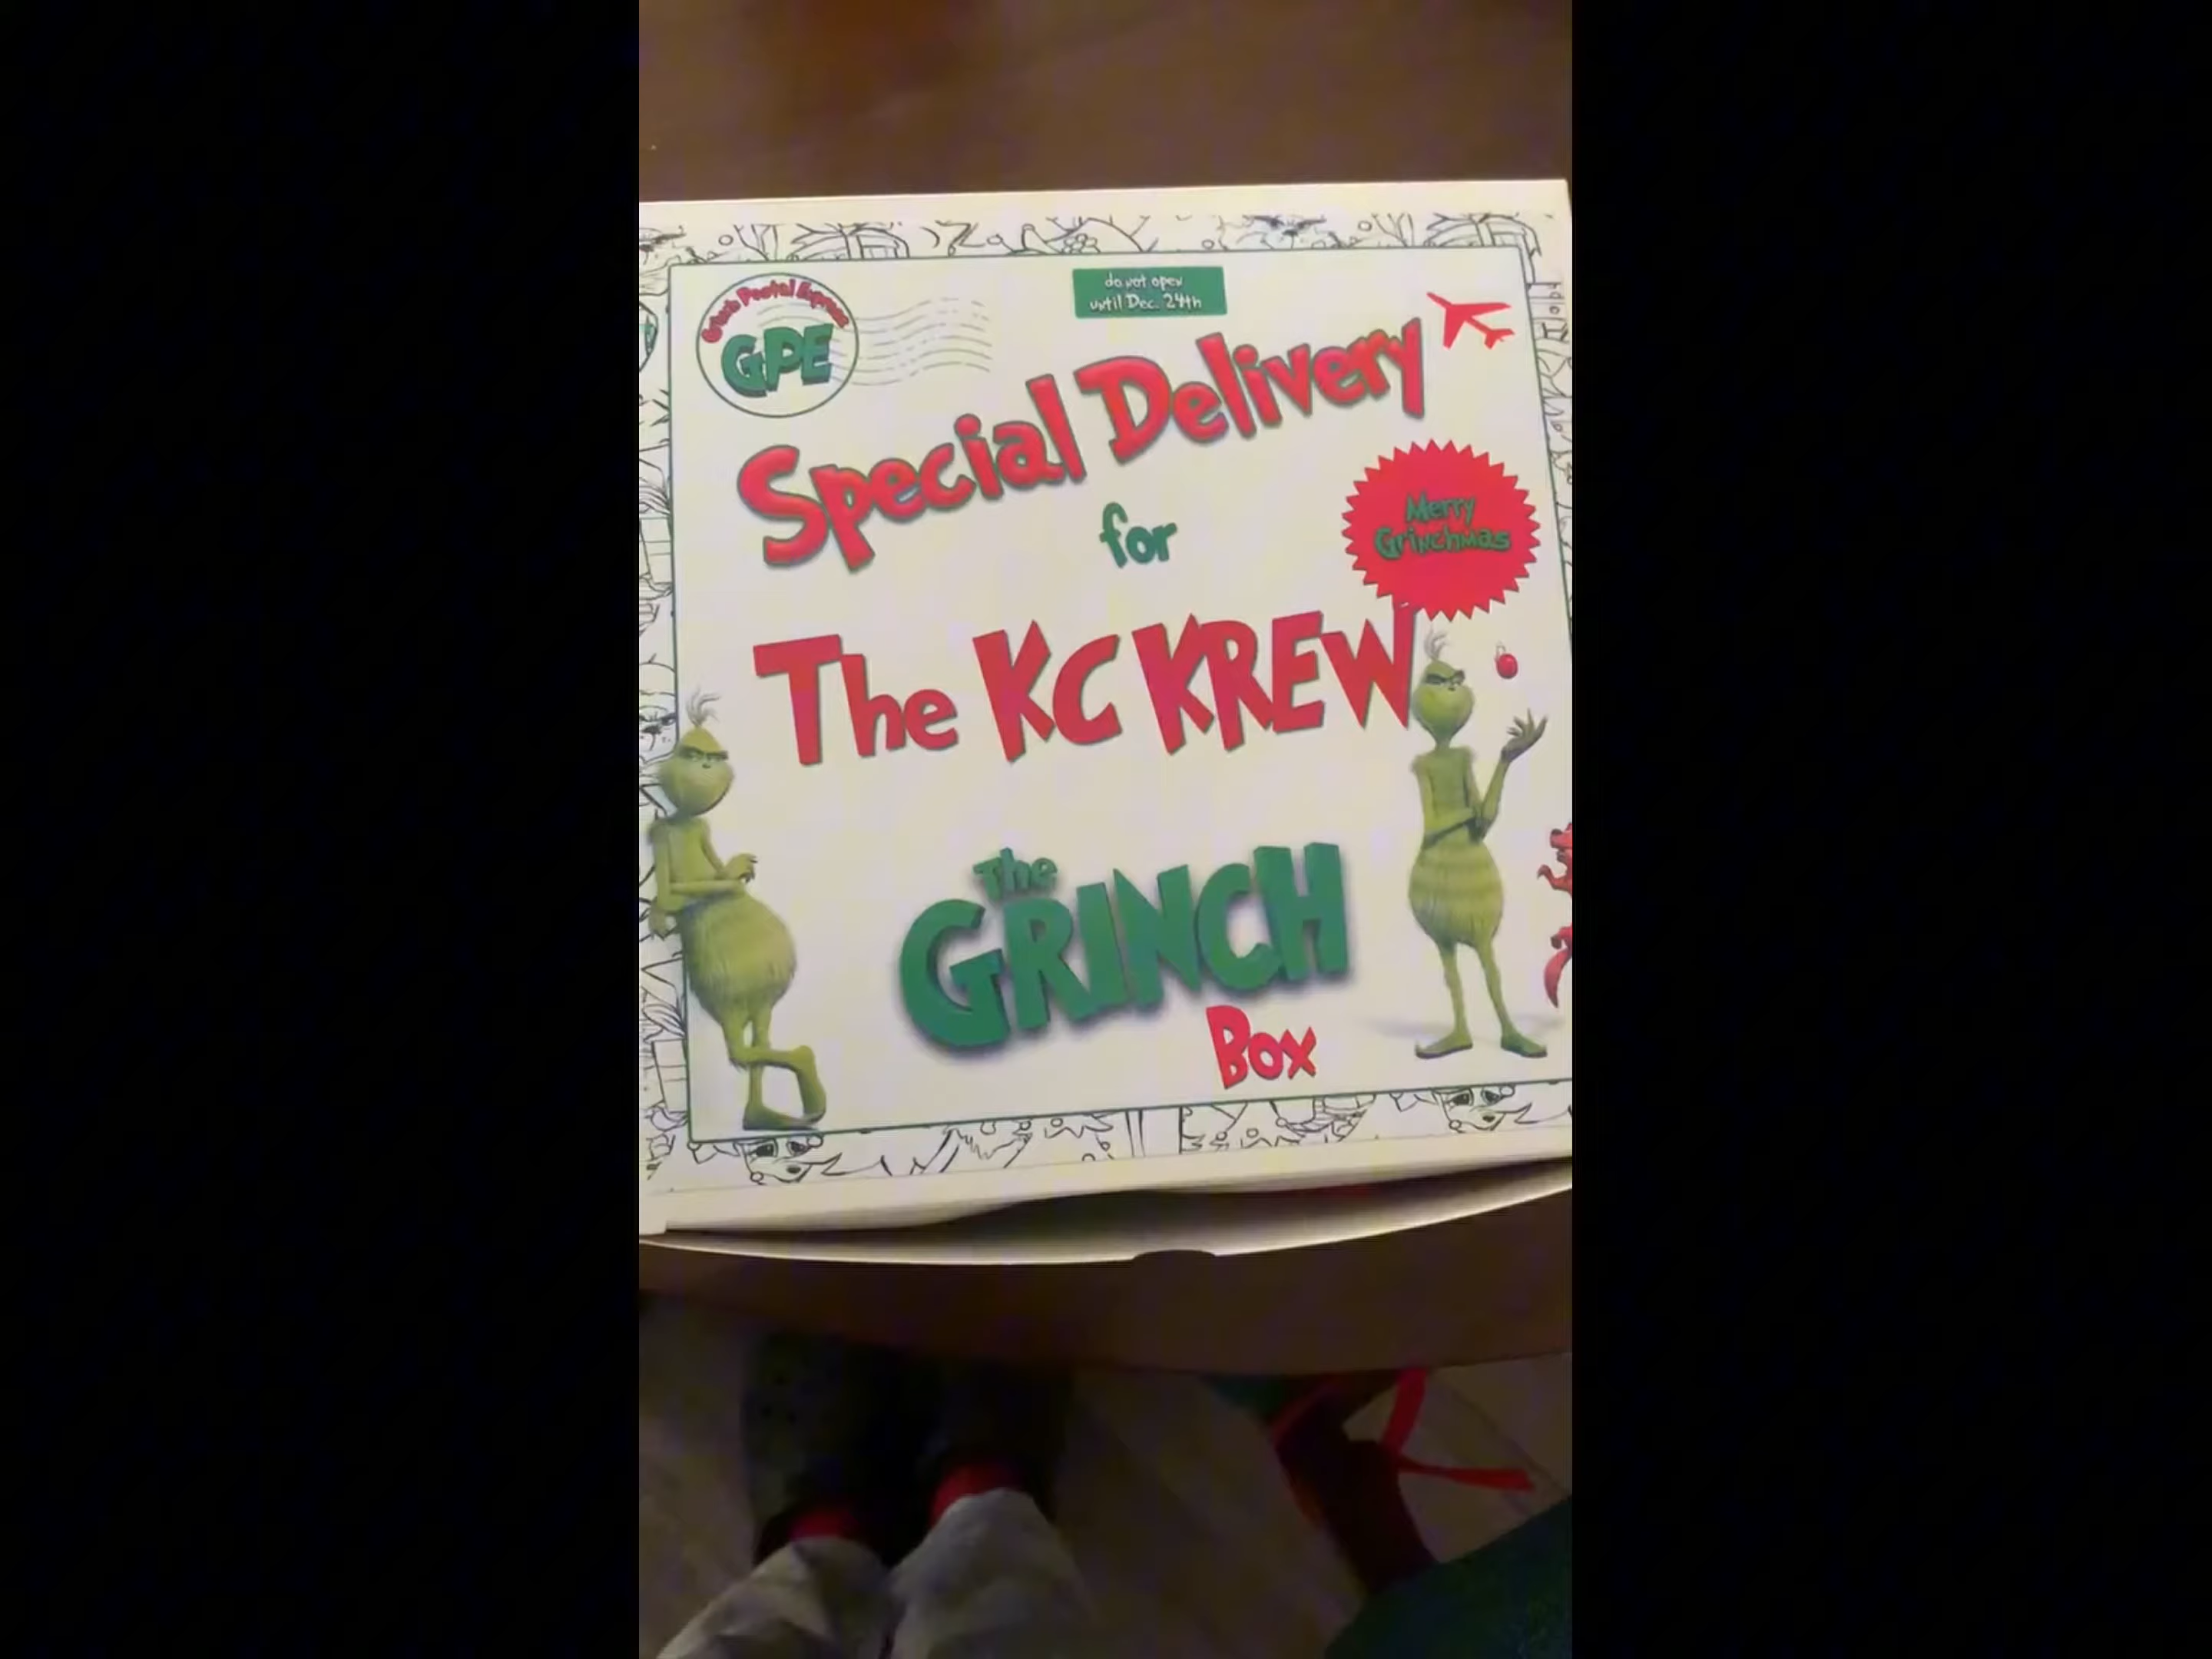 Grinch Postal Express
GPE
do not open
until Dec. 24th
Special Delivery
for
Merry
Grinchmas
The KC KREW
The
GRINCH
Box